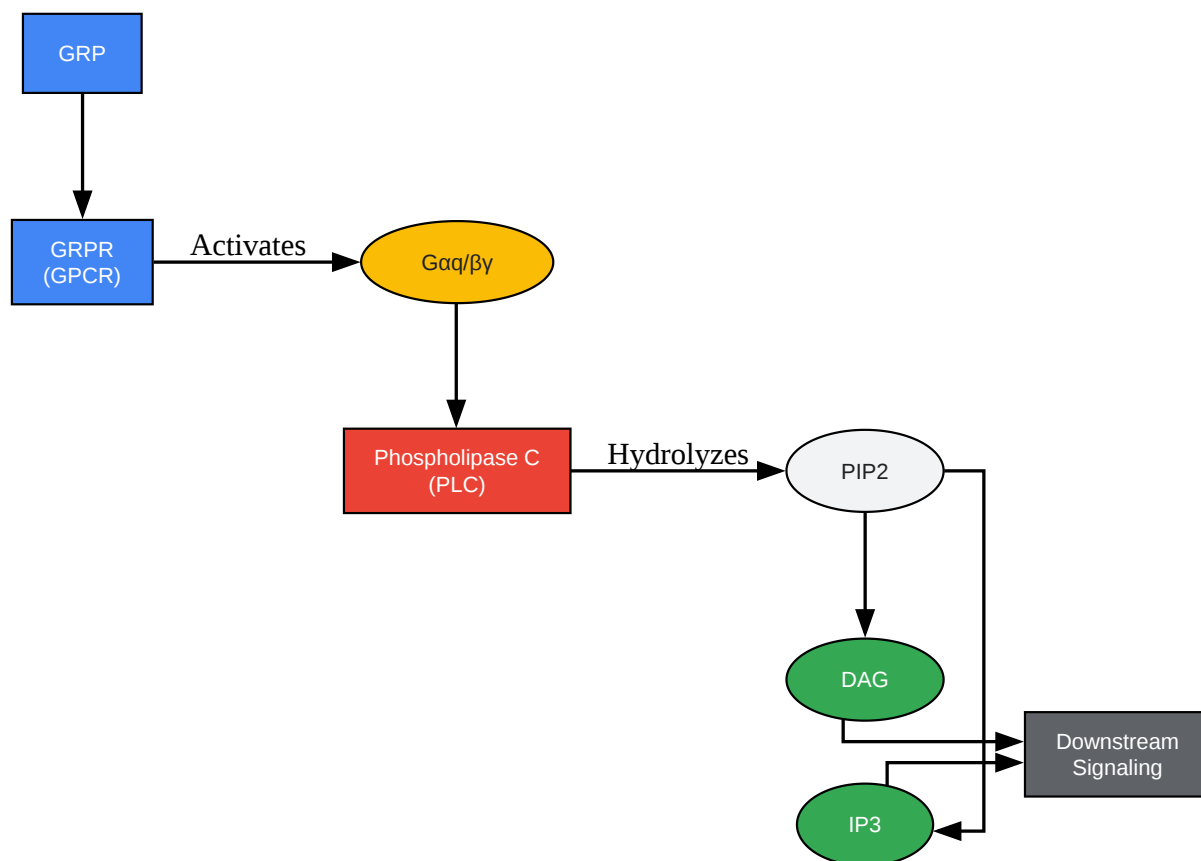 GRP
GRPR
(GPCR)
Activates
Gαq/βγ
Phospholipase C
(PLC)
Hydrolyzes
PIP2
DAG
Downstream
Signaling
IP3